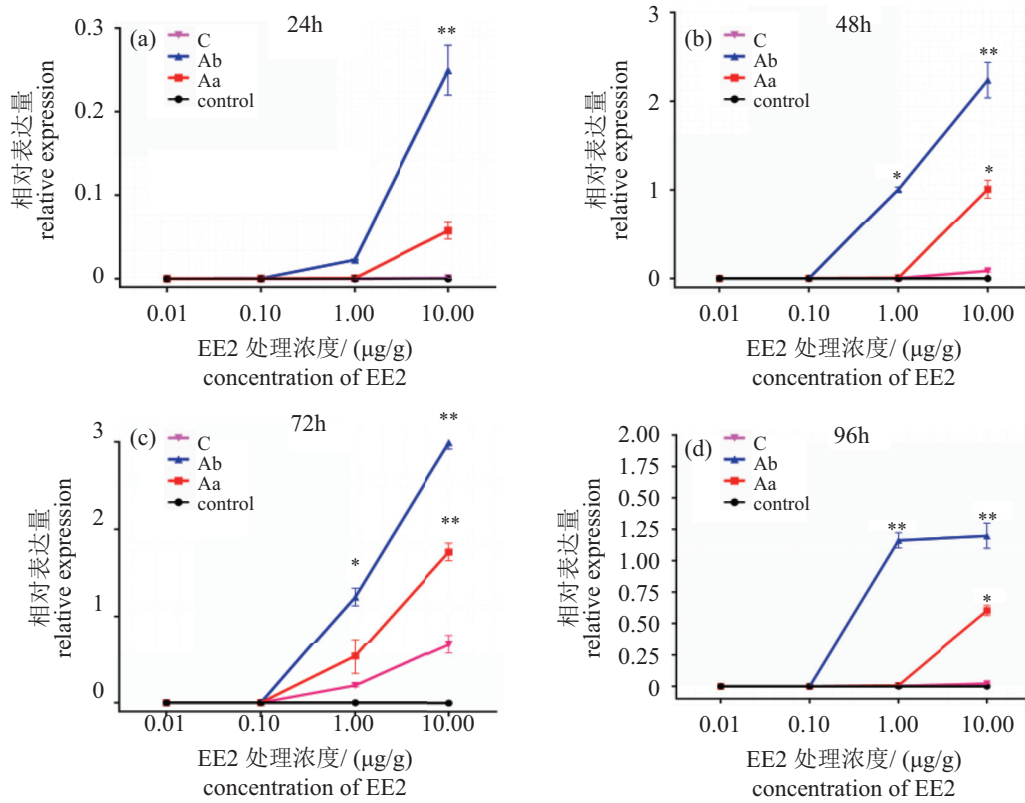 (a)
24h
C
Ab
Aa
control
**
0.3
0.2
0.1
0
相对表达量
relative expression
0.01 0.10 1.00 10.00
EE2 处理浓度/ (μg/g)
concentration of EE2
(b)
48h
C
Ab
Aa
control
**
*
*
3
2
1
0
相对表达量
relative expression
0.01 0.10 1.00 10.00
EE2 处理浓度/ (μg/g)
concentration of EE2
(c)
72h
C
Ab
Aa
control
**
**
*
3
2
1
0
相对表达量
relative expression
0.01 0.10 1.00 10.00
EE2 处理浓度/ (μg/g)
concentration of EE2
(d)
96h
C
Ab
Aa
control
**
**
*
2.00
1.75
0.50
1.25
1.20
0.75
0.50
0.25
0
相对表达量
relative expression
0.01 0.10 1.00 10.00
EE2 处理浓度/ (μg/g)
concentration of EE2